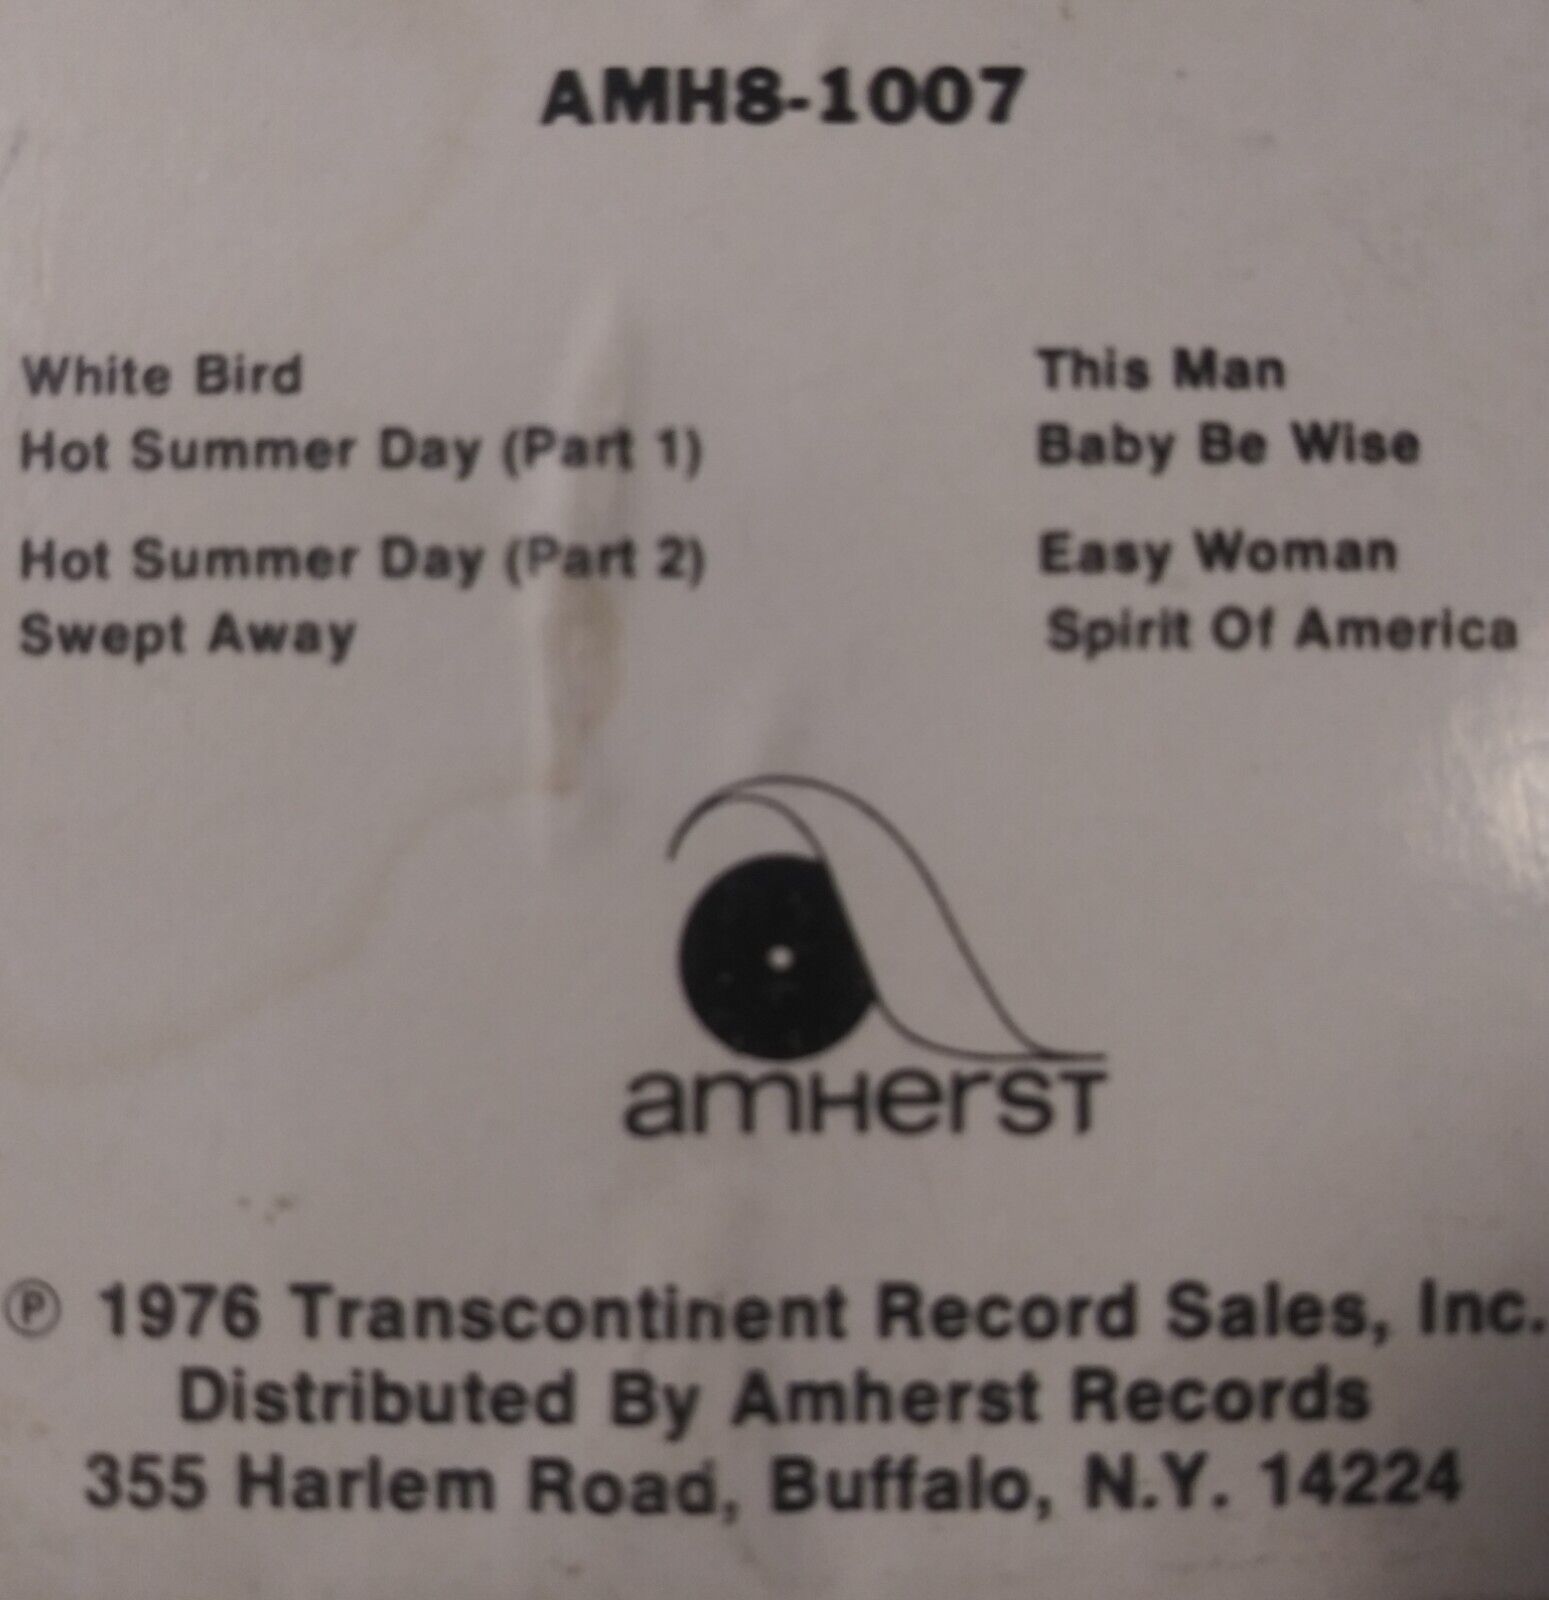 AMH8-1007
White Bird
Hot Summer Day (Part 1)
Hot Summer Day (Part 2)
Swept Away
This Man
Baby Be Wise
Easy Woman
Spirit Of America
amHersT
℗ 1976 Transcontinent Record Sales, Inc.
Distributed By Amherst Records
355 Harlem Road, Buffalo, N.Y. 14224